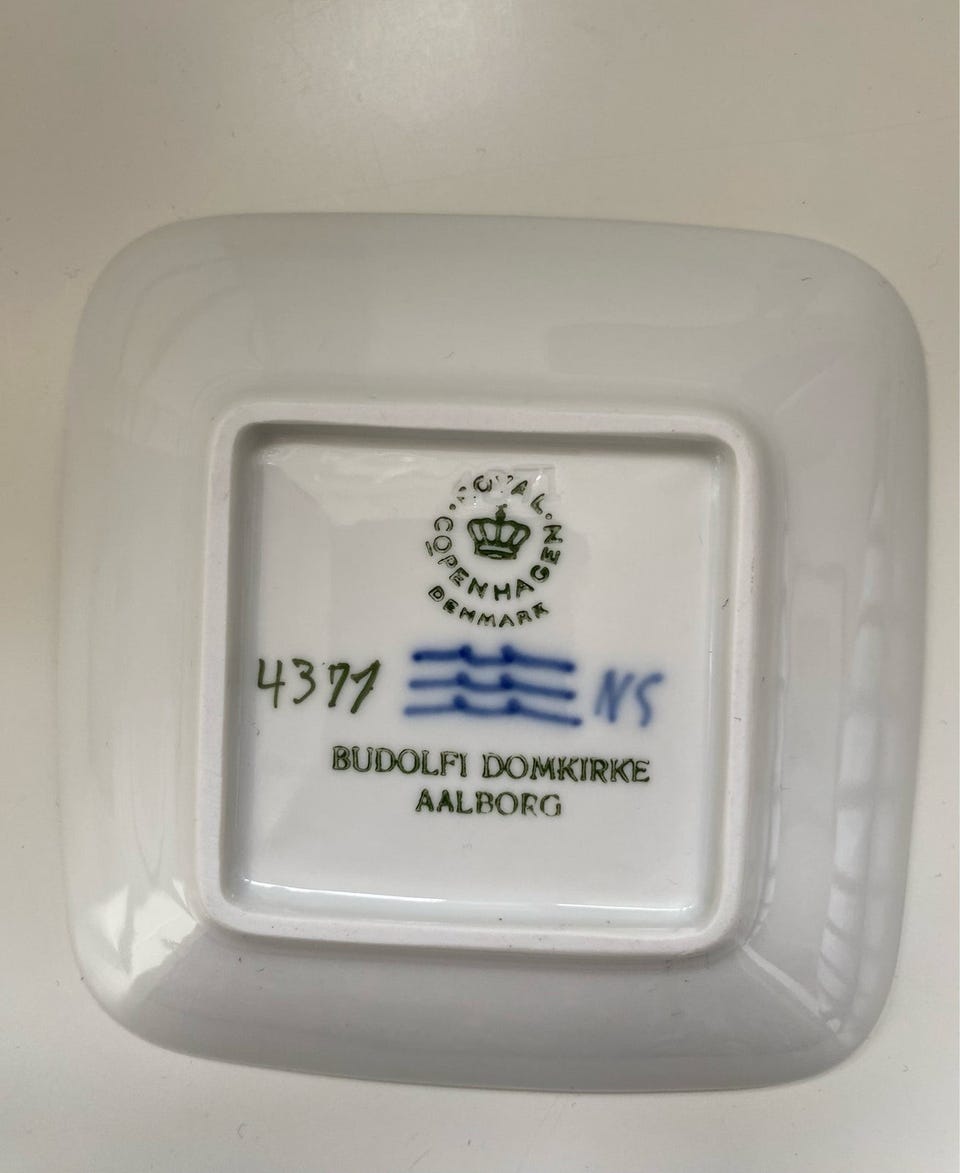 ROYAL
COPENHAGEN
DENMARK
4371 NS
BUDOLFI DOMKIRKE
AALBORG